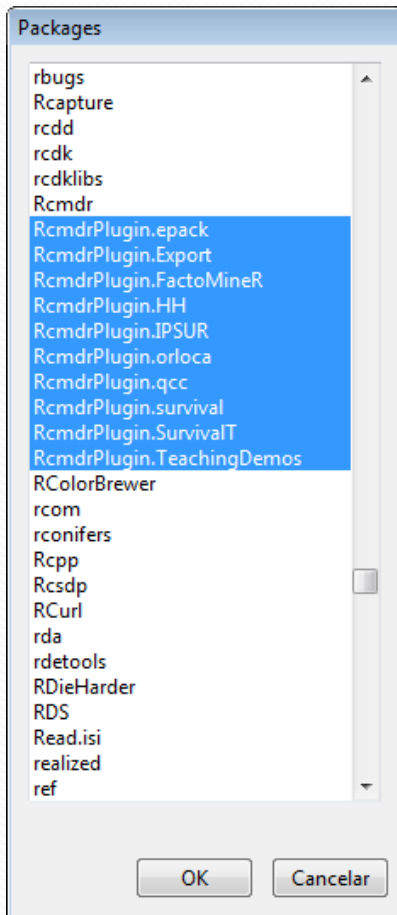 Packages
rbugs
Rcapture
rcdd
rcdk
rcdklibs
Rcmdr
RcmdrPlugin.epack
RcmdrPlugin.Export
RcmdrPlugin.FactoMineR
RcmdrPlugin.HH
RcmdrPlugin.IPSUR
RcmdrPlugin.orloca
RcmdrPlugin.qcc
RcmdrPlugin.survival
RcmdrPlugin.SurvivalT
RcmdrPlugin.TeachingDemos
RColorBrewer
rcom
rconifers
Rcpp
Rcsdp
RCurl
rda
rdetools
RDieHarder
RDS
Read.isi
realized
ref
OK Cancelar